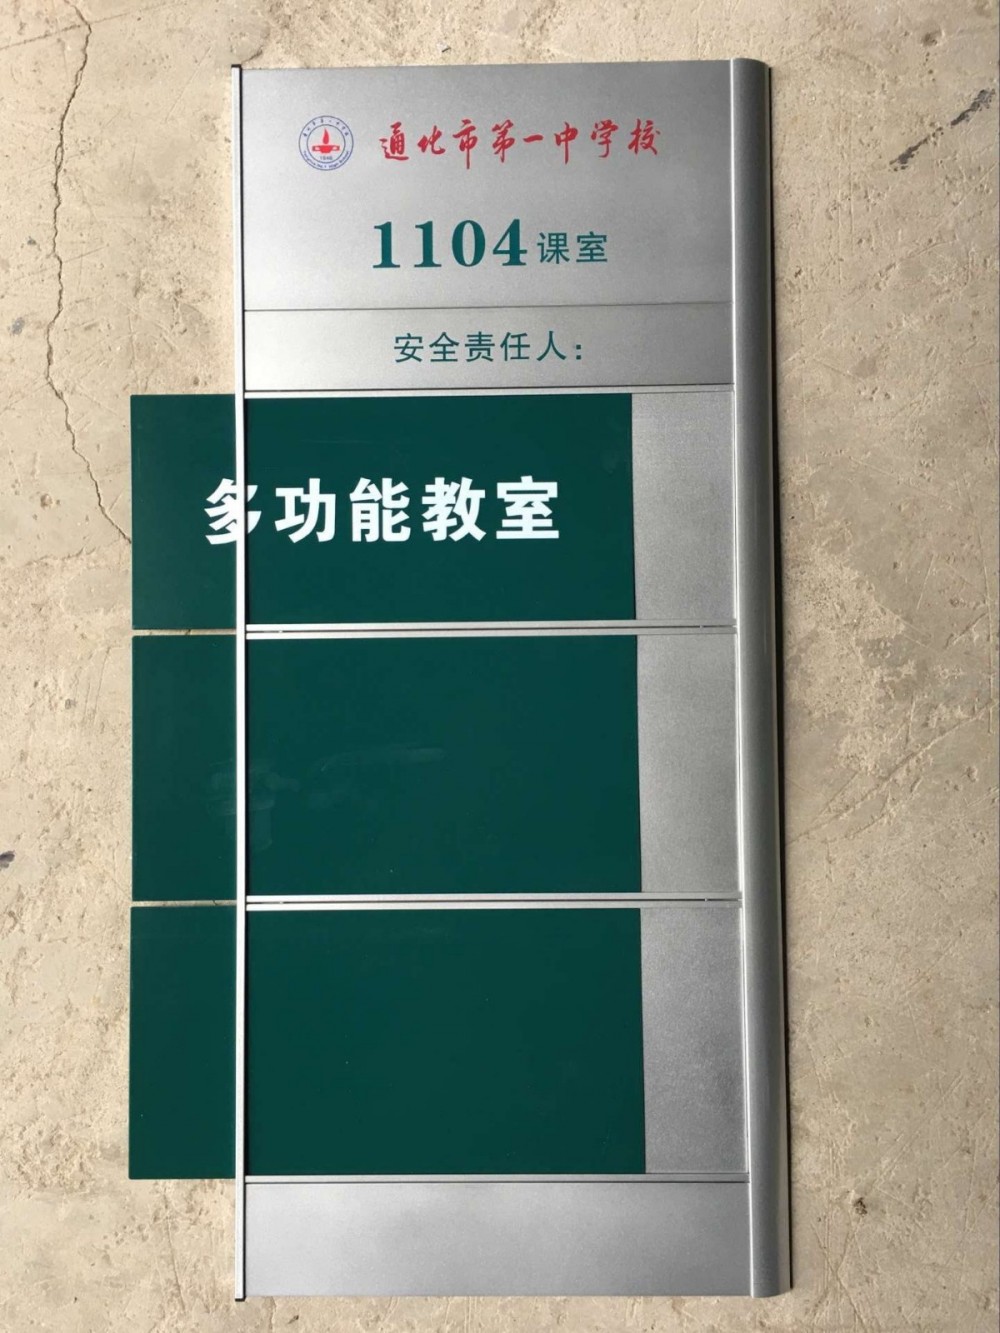 通化市第一中学校
1104课室
安全责任人：
多功能教室